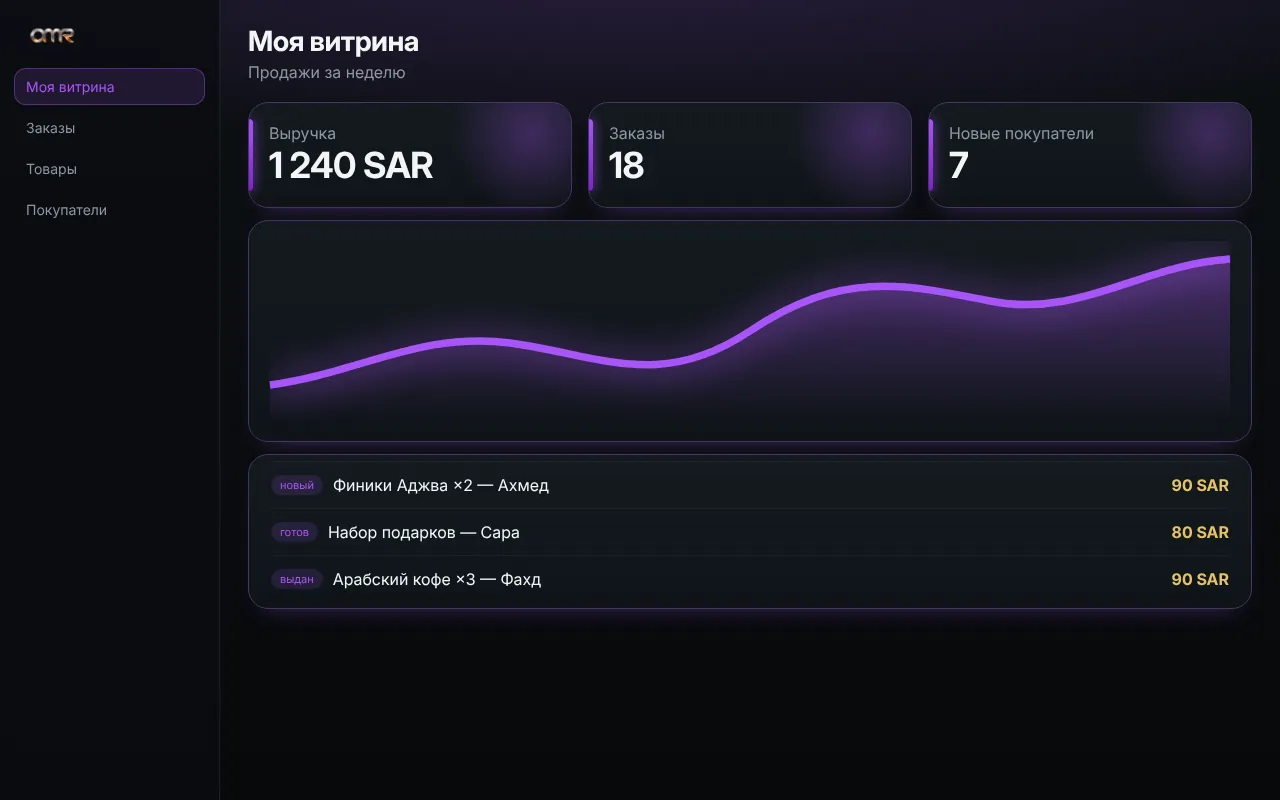 OMR
Моя витрина
Заказы
Товары
Покупатели
Моя витрина
Продажи за неделю
Выручка
1 240 SAR
Заказы
18
Новые покупатели
7
новый Финики Аджва ×2 — Ахмед 90 SAR
готов Набор подарков — Сара 80 SAR
выдан Арабский кофе ×3 — Фахд 90 SAR